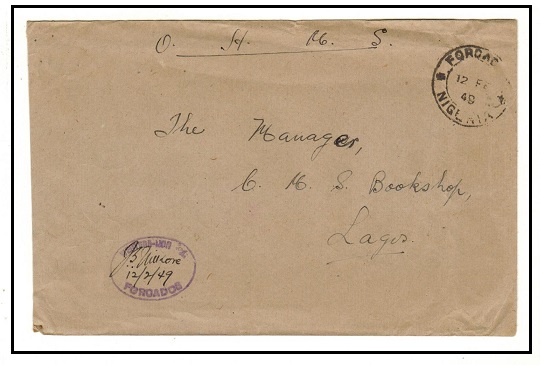 O. H. M. S.
FORCAD
12 FE
49
NIGERIA
The Manager,
C. M. S. Bookshop,
Lagos.
12/2/49
FORCADOS